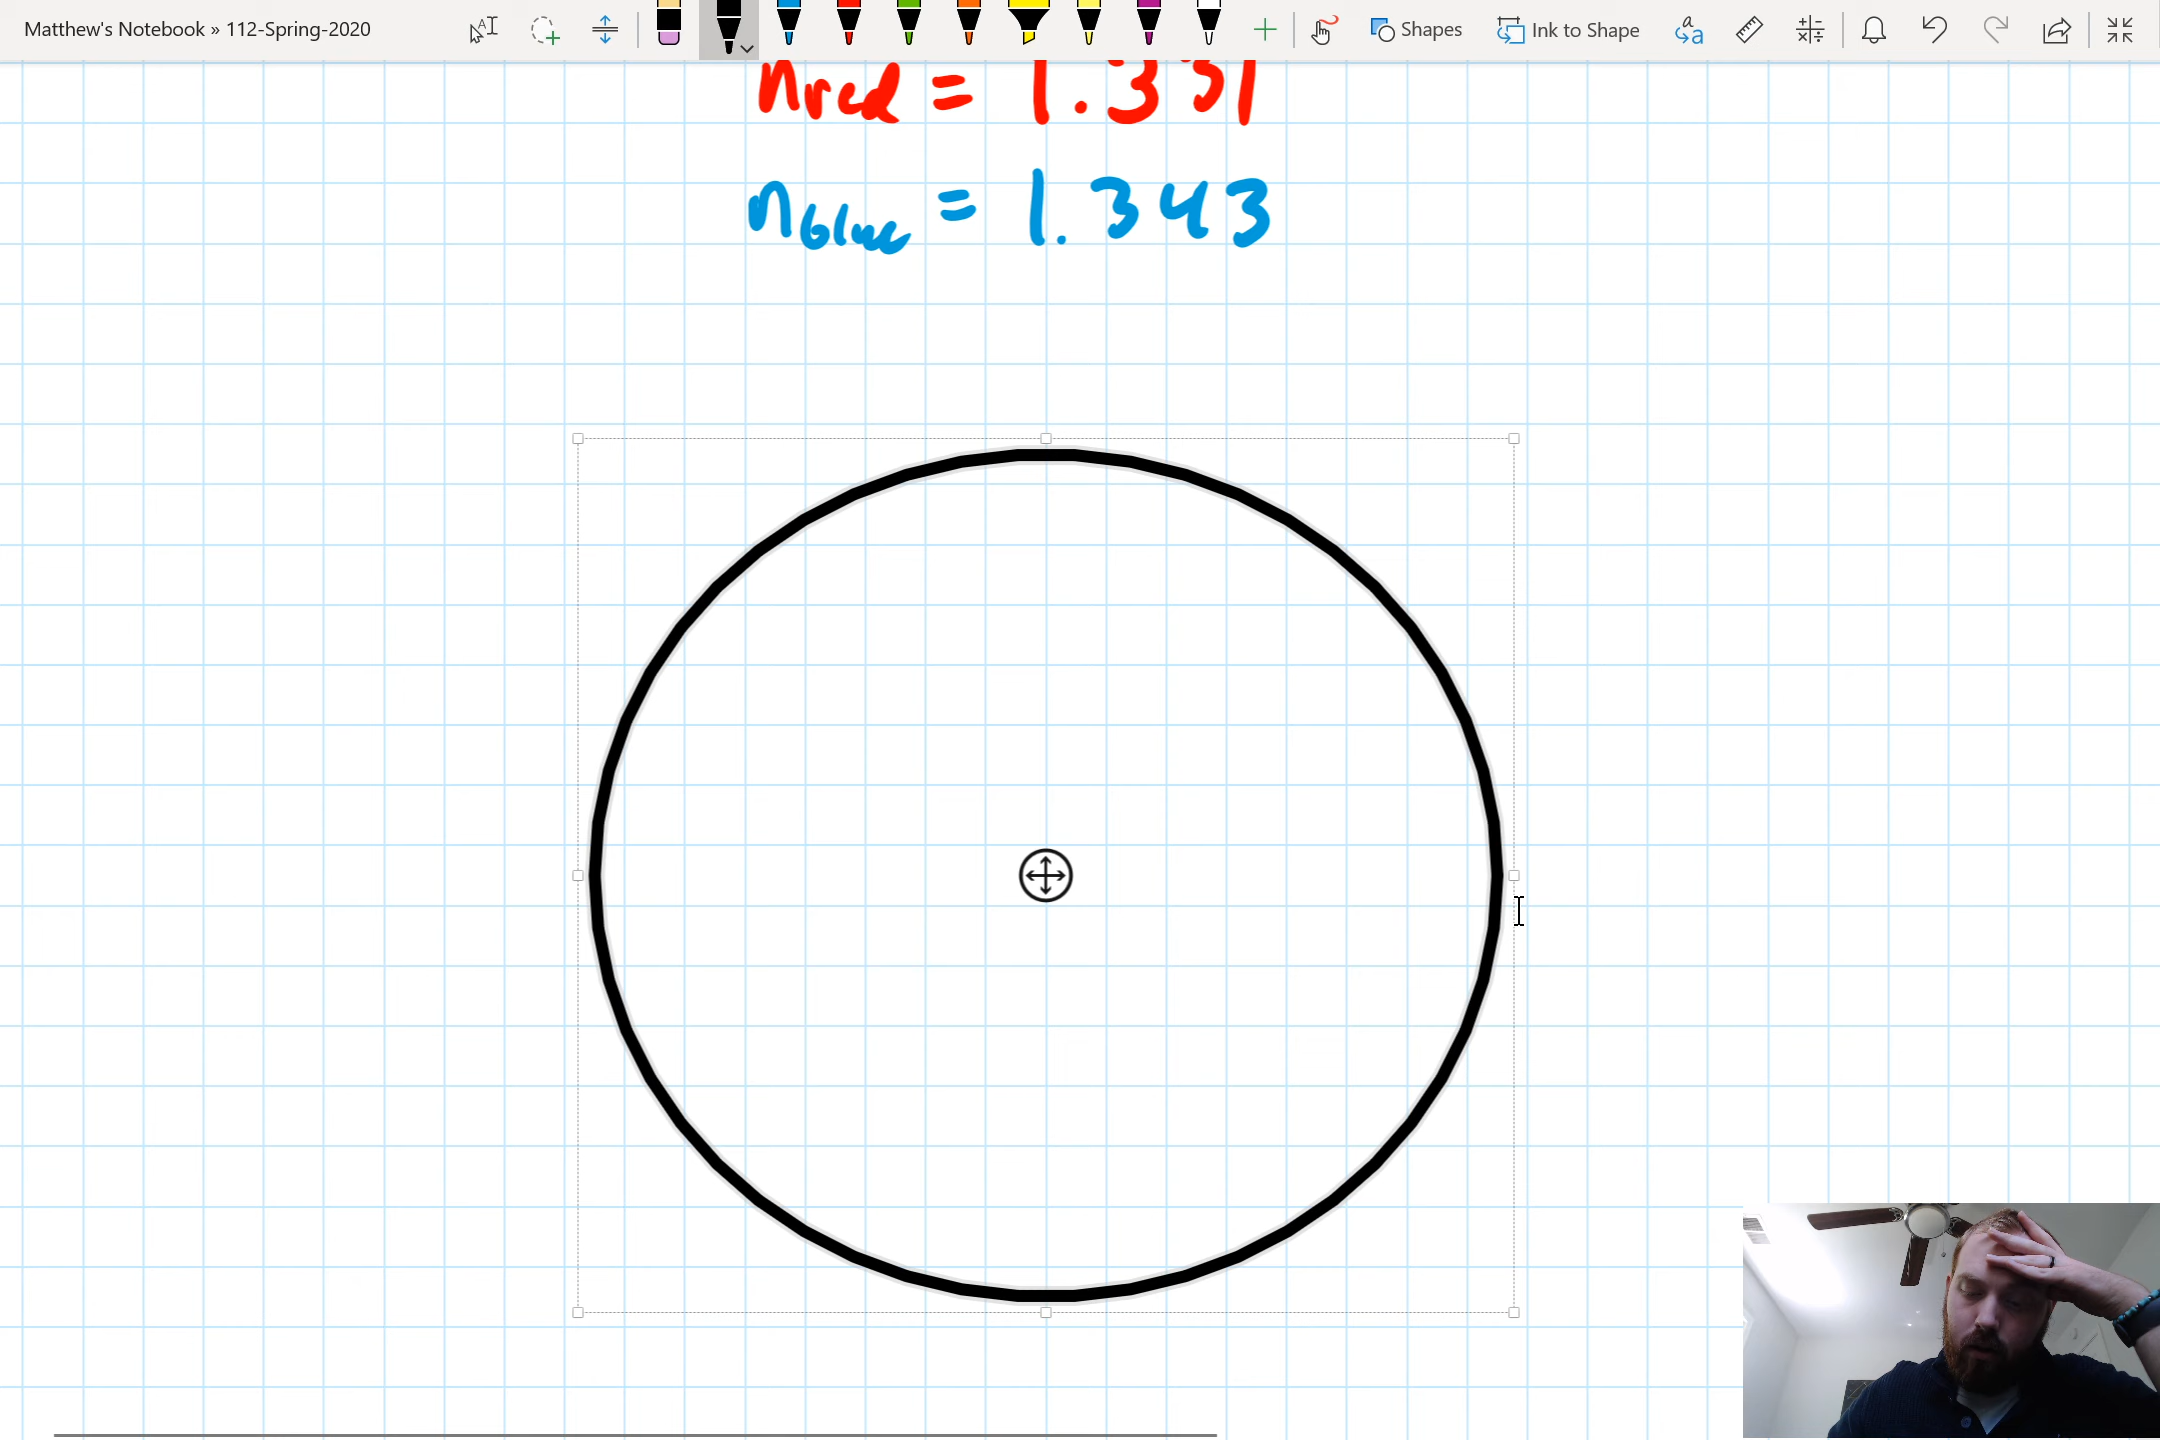 Matthew's Notebook » 112-Spring-2020
Shapes
Ink to Shape
nred = 1.331
nblue = 1.343